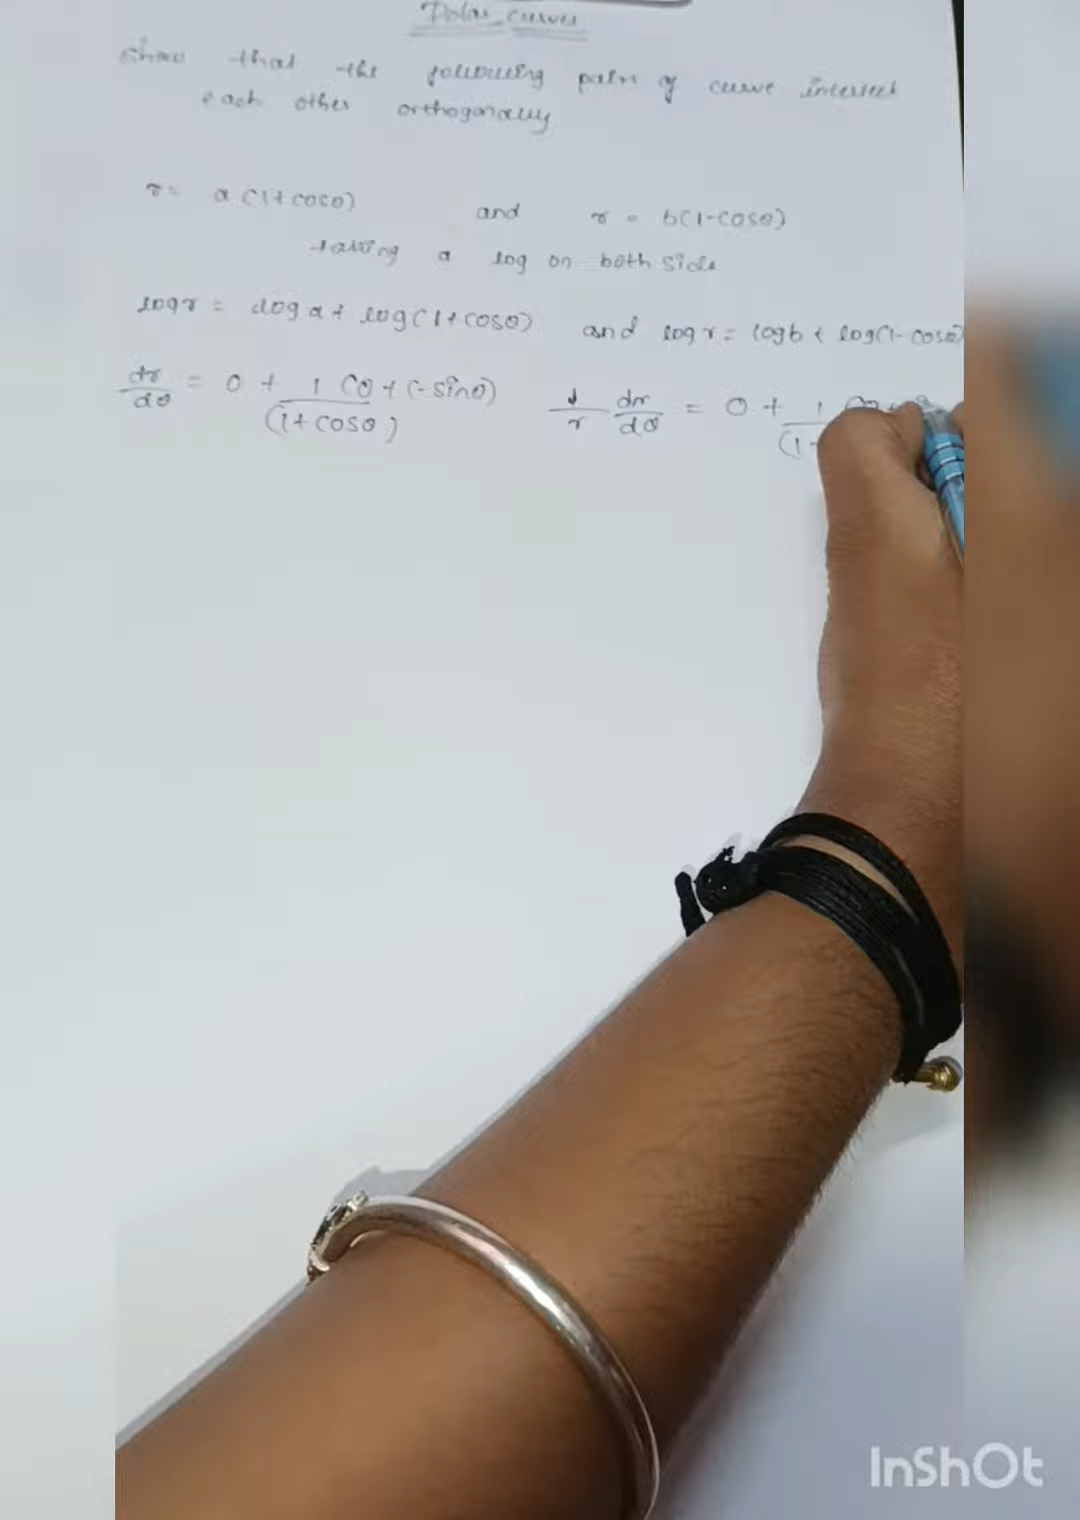 Polar curves
Show that the following pairs of curve intersect
each other orthogonally
r = a(1+cosθ) and r = b(1-cosθ)
taking a log on both side
log r = log a + log(1+cosθ) and log r = log b + log(1-cosθ)
dr/dθ = 0 + 1/(1+cosθ) (0+(-sinθ) 1/r dr/dθ = 0 + 1
InShOt